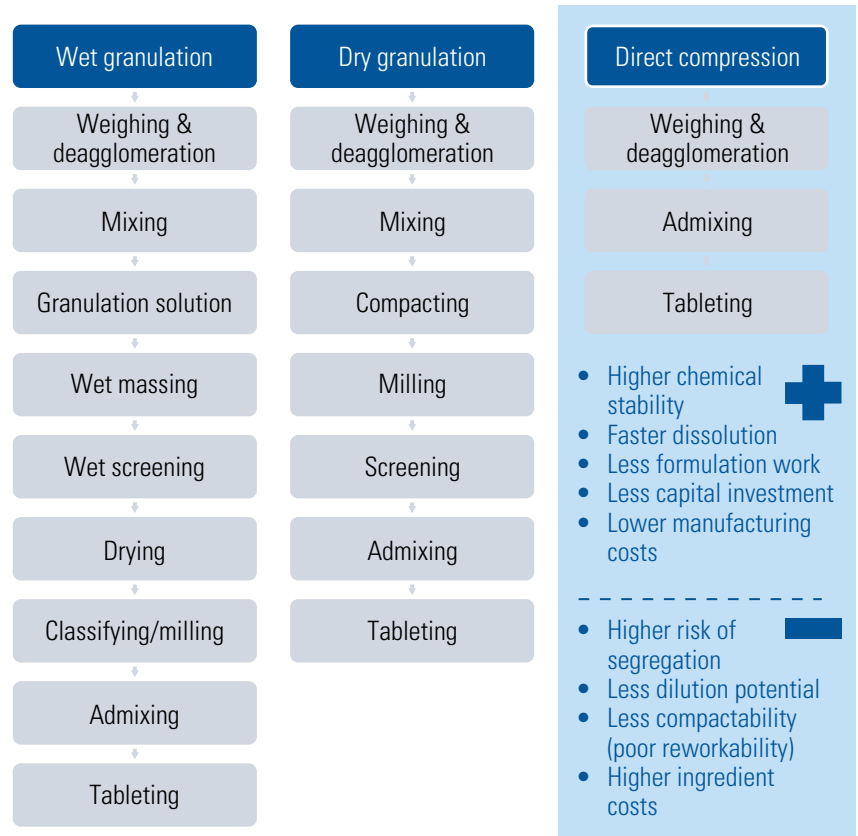 Wet granulation
Weighing &
deagglomeration
Mixing
Granulation solution
Wet massing
Wet screening
Drying
Classifying/milling
Admixing
Tableting
Dry granulation
Weighing &
deagglomeration
Mixing
Compacting
Milling
Screening
Admixing
Tableting
Direct compression
Weighing &
deagglomeration
Admixing
Tableting
• Higher chemical
stability
• Faster dissolution
• Less formulation work
• Less capital investment
• Lower manufacturing
costs
• Higher risk of
segregation
• Less dilution potential
• Less compactability
(poor reworkability)
• Higher ingredient
costs